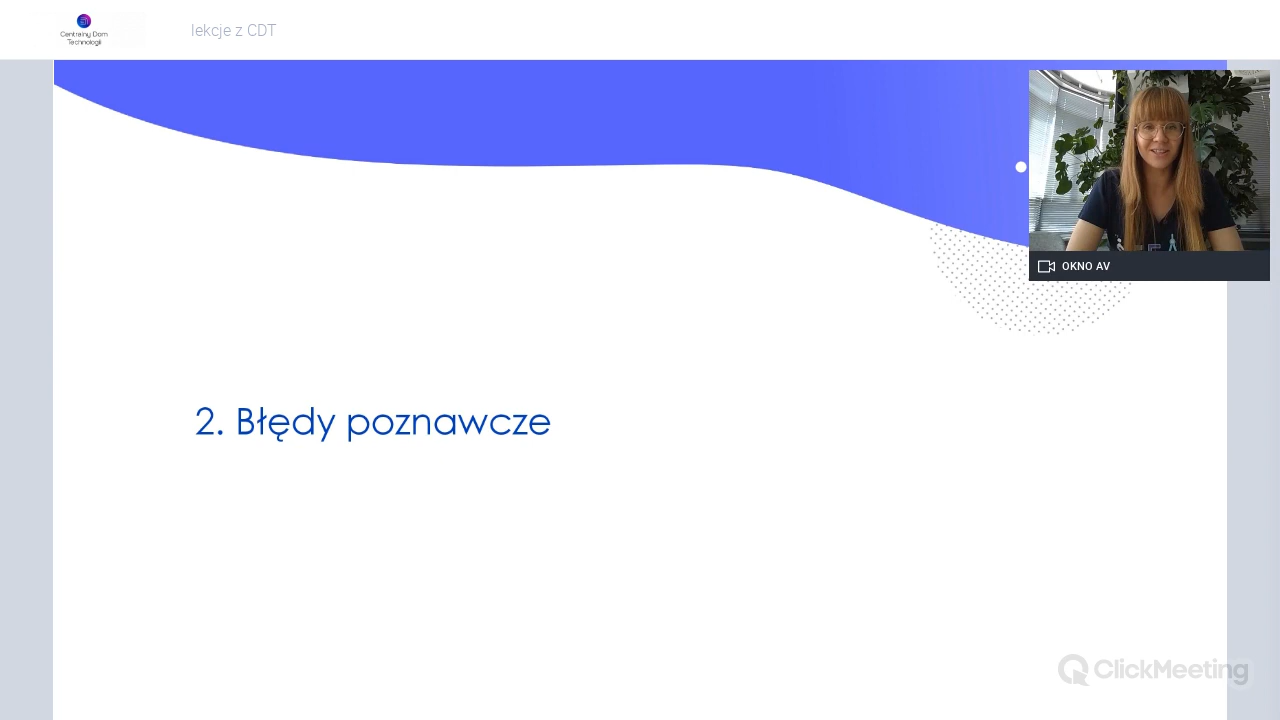 Centralny Dom
Technologii
lekcje z CDT
OKNO AV
2. Błędy poznawcze
ClickMeeting